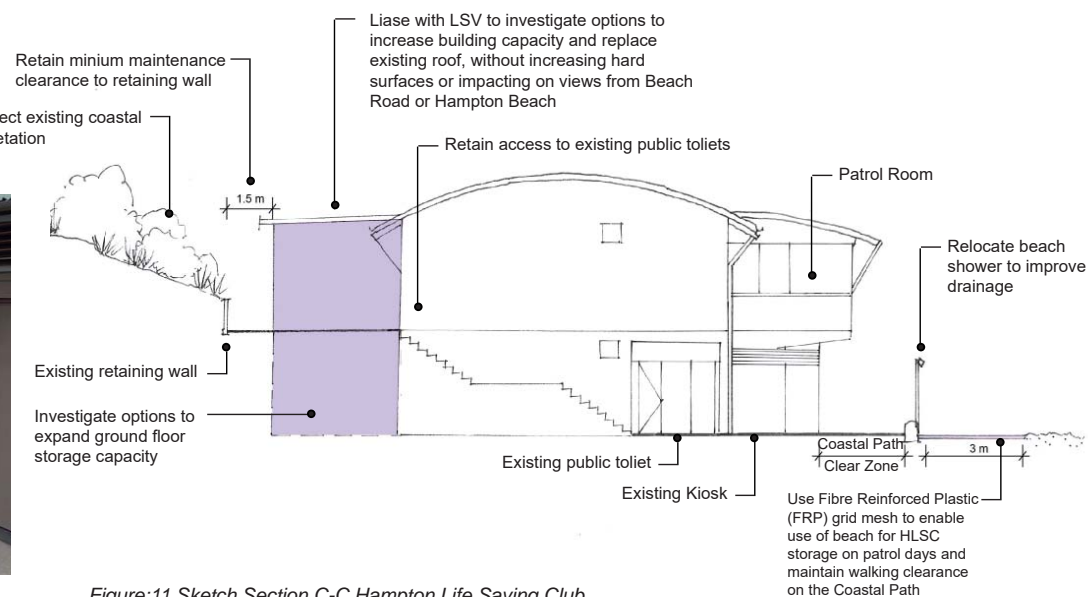 Liase with LSV to investigate options to
increase building capacity and replace
existing roof, without increasing hard
surfaces or impacting on views from Beach
Road or Hampton Beach
Retain minium maintenance
clearance to retaining wall
existing coastal
1.5 m
Retain access to existing public toliets
Patrol Room
Relocate beach
shower to improve
drainage
Existing retaining wall
Investigate options to
expand ground floor
storage capacity
Existing public toliet
Existing Kiosk
Coastal Path
Clear Zone
3 m
Use Fibre Reinforced Plastic
(FRP) grid mesh to enable
use of beach for HLSC
storage on patrol days and
maintain walking clearance
on the Coastal Path
Figure:11 Sketch Section C-C Hampton Life Saving Club